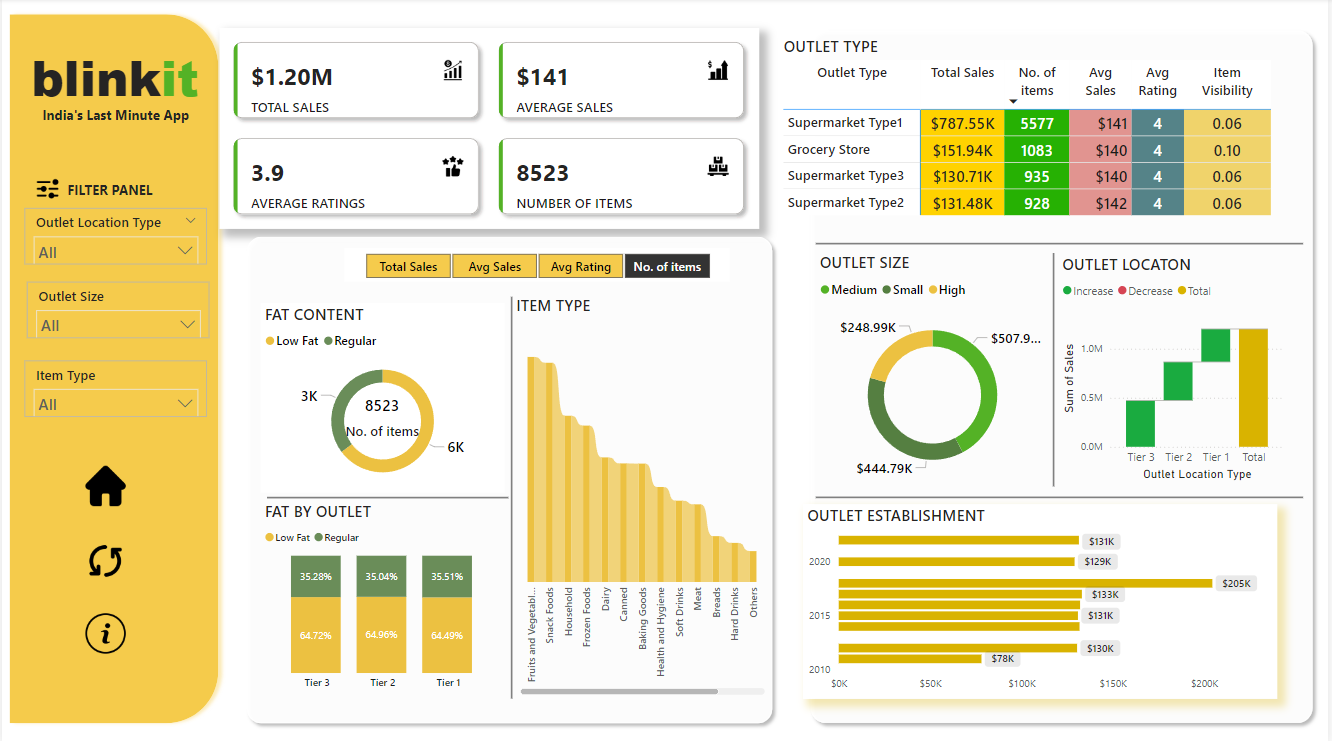 blinkit
India's Last Minute App
FILTER PANEL
Outlet Location Type
All
Outlet Size
All
Item Type
All
$1.20M
TOTAL SALES
$141
AVERAGE SALES
3.9
AVERAGE RATINGS
8523
NUMBER OF ITEMS
Total Sales Avg Sales Avg Rating No. of items
FAT CONTENT
Low Fat Regular
3K
8523
No. of items
6K
FAT BY OUTLET
Low Fat Regular
35.28% 35.04% 35.51%
64.72% 64.96% 64.49%
Tier 3 Tier 2 Tier 1
ITEM TYPE
Fruits and Vegetabl...
Snack Foods
Household
Frozen Foods
Dairy
Canned
Baking Goods
Health and Hygiene
Soft Drinks
Meat
Breads
Hard Drinks
Others
OUTLET TYPE
Outlet Type Total Sales No. of items Avg Sales Avg Rating Item Visibility
Supermarket Type1 $787.55K 5577 $141 4 0.06
Grocery Store $151.94K 1083 $140 4 0.10
Supermarket Type3 $130.71K 935 $140 4 0.06
Supermarket Type2 $131.48K 928 $142 4 0.06
OUTLET SIZE
Medium Small High
$248.99K
$507.9...
$444.79K
OUTLET LOCATON
Increase Decrease Total
Sum of Sales
1.0M
0.5M
0.0M
Tier 3 Tier 2 Tier 1 Total
Outlet Location Type
OUTLET ESTABLISHMENT
$131K
2020 $129K
$205K
$133K
2015 $131K
$130K
$78K
2010
$0K $50K $100K $150K $200K